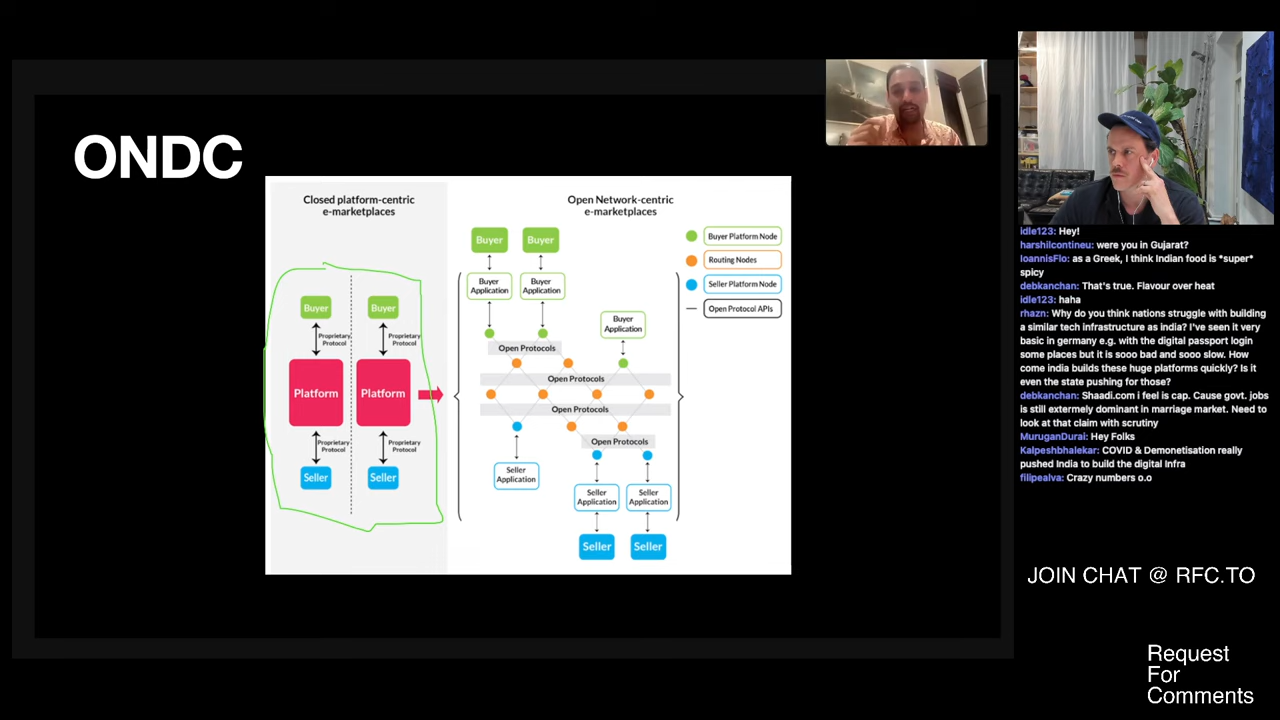 ONDC
Closed platform-centric
e-marketplaces
Buyer
Buyer
Proprietary
Protocol
Proprietary
Protocol
Platform
Platform
Proprietary
Protocol
Proprietary
Protocol
Seller
Seller
Open Network-centric
e-marketplaces
Buyer
Buyer
Buyer
Application
Buyer
Application
Buyer
Application
Open Protocols
Open Protocols
Open Protocols
Open Protocols
Seller
Application
Seller
Application
Seller
Application
Seller
Seller
Buyer Platform Node
Routing Nodes
Seller Platform Node
Open Protocol APIs
idle123: Hey!
harshilcontineu: were you in Gujarat?
IoannisFlo: as a Greek, I think Indian food is *super*
spicy
debkanchan: That's true. Flavour over heat
idle123: haha
rhazn: Why do you think nations struggle with building
a similar tech infrastructure as india? I've seen it very
basic in germany e.g. with the digital passport login
some places but it is sooo bad and sooo slow. How
come india builds these huge platforms quickly? Is it
even the state pushing for those?
debkanchan: Shaadi.com i feel is cap. Cause govt. jobs
is still extermely dominant in marriage market. Need to
look at that claim with scrutiny
MuruganDurai: Hey Folks
Kalpeshbhalekar: COVID & Demonetisation really
pushed India to build the digital Infra
filipealva: Crazy numbers o.o
JOIN CHAT @ RFC.TO
Request
For
Comments